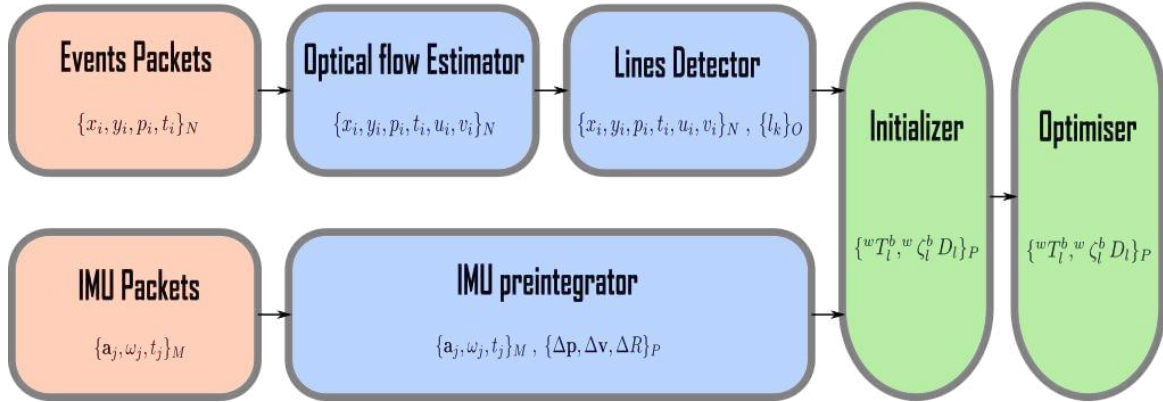 Events Packets
{x_i, y_i, p_i, t_i}_N
Optical flow Estimator
{x_i, y_i, p_i, t_i, u_i, v_i}_N
Lines Detector
{x_i, y_i, p_i, t_i, u_i, v_i}_N , {l_k}_O
IMU Packets
{a_j, ω_j, t_j}_M
IMU preintegrator
{a_j, ω_j, t_j}_M , {Δp, Δv, ΔR}_P
Initializer
{^wT_l^b, ^w ζ_l^b D_l}_P
Optimiser
{^wT_l^b, ^w ζ_l^b D_l}_P